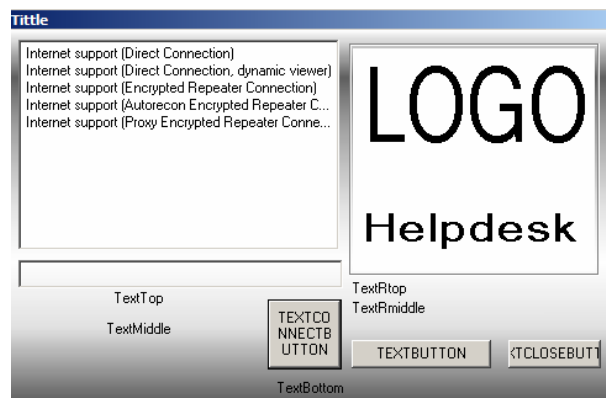 Tittle
Internet support (Direct Connection)
Internet support (Direct Connection, dynamic viewer)
Internet support (Encrypted Repeater Connection)
Internet support (Autorecon Encrypted Repeater C...
Internet support (Proxy Encrypted Repeater Conne...
LOGO
Helpdesk
TextTop
TextMiddle
TEXTCO
NNECTB
UTTON
TextRtop
TextRmiddle
TEXTBUTTON
XTCLOSEBUTT
TextBottom